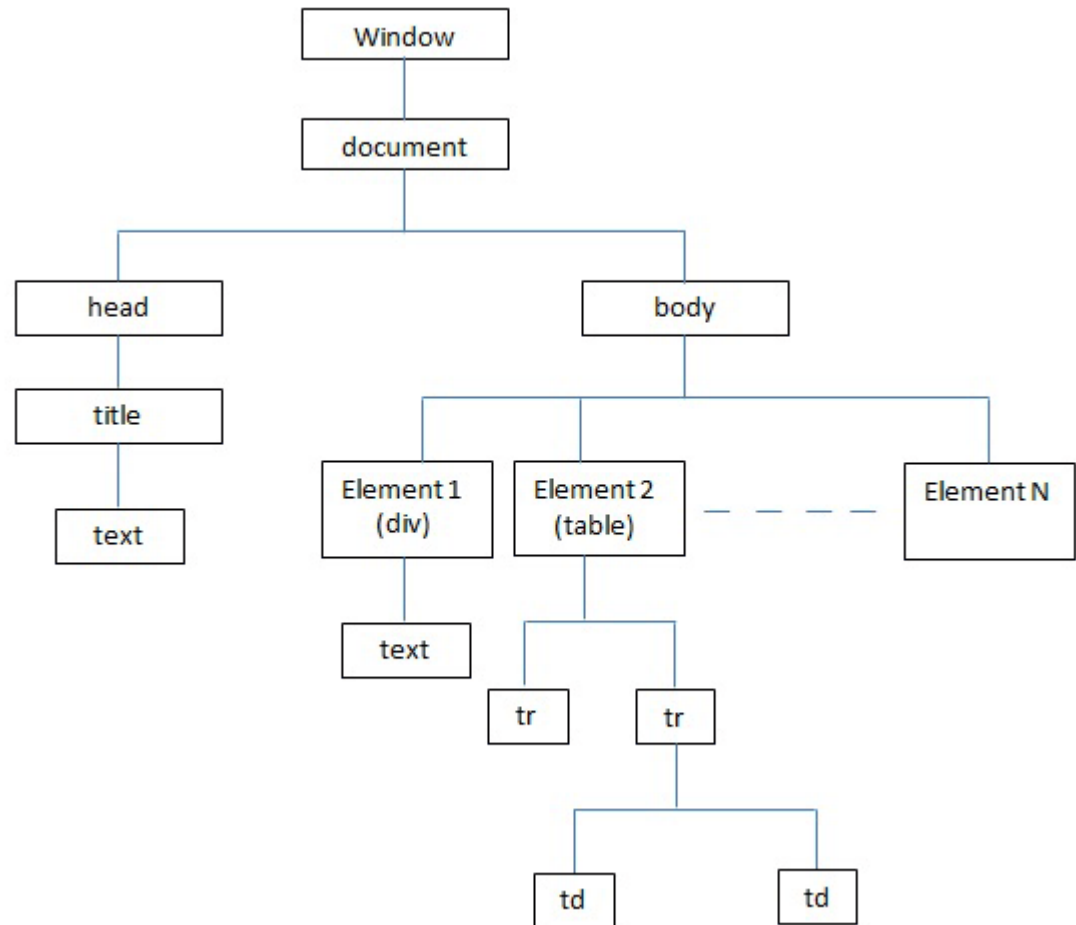 Window
document
head
body
title
Element 1
(div)
Element 2
(table)
Element N
text
text
tr
tr
td
td